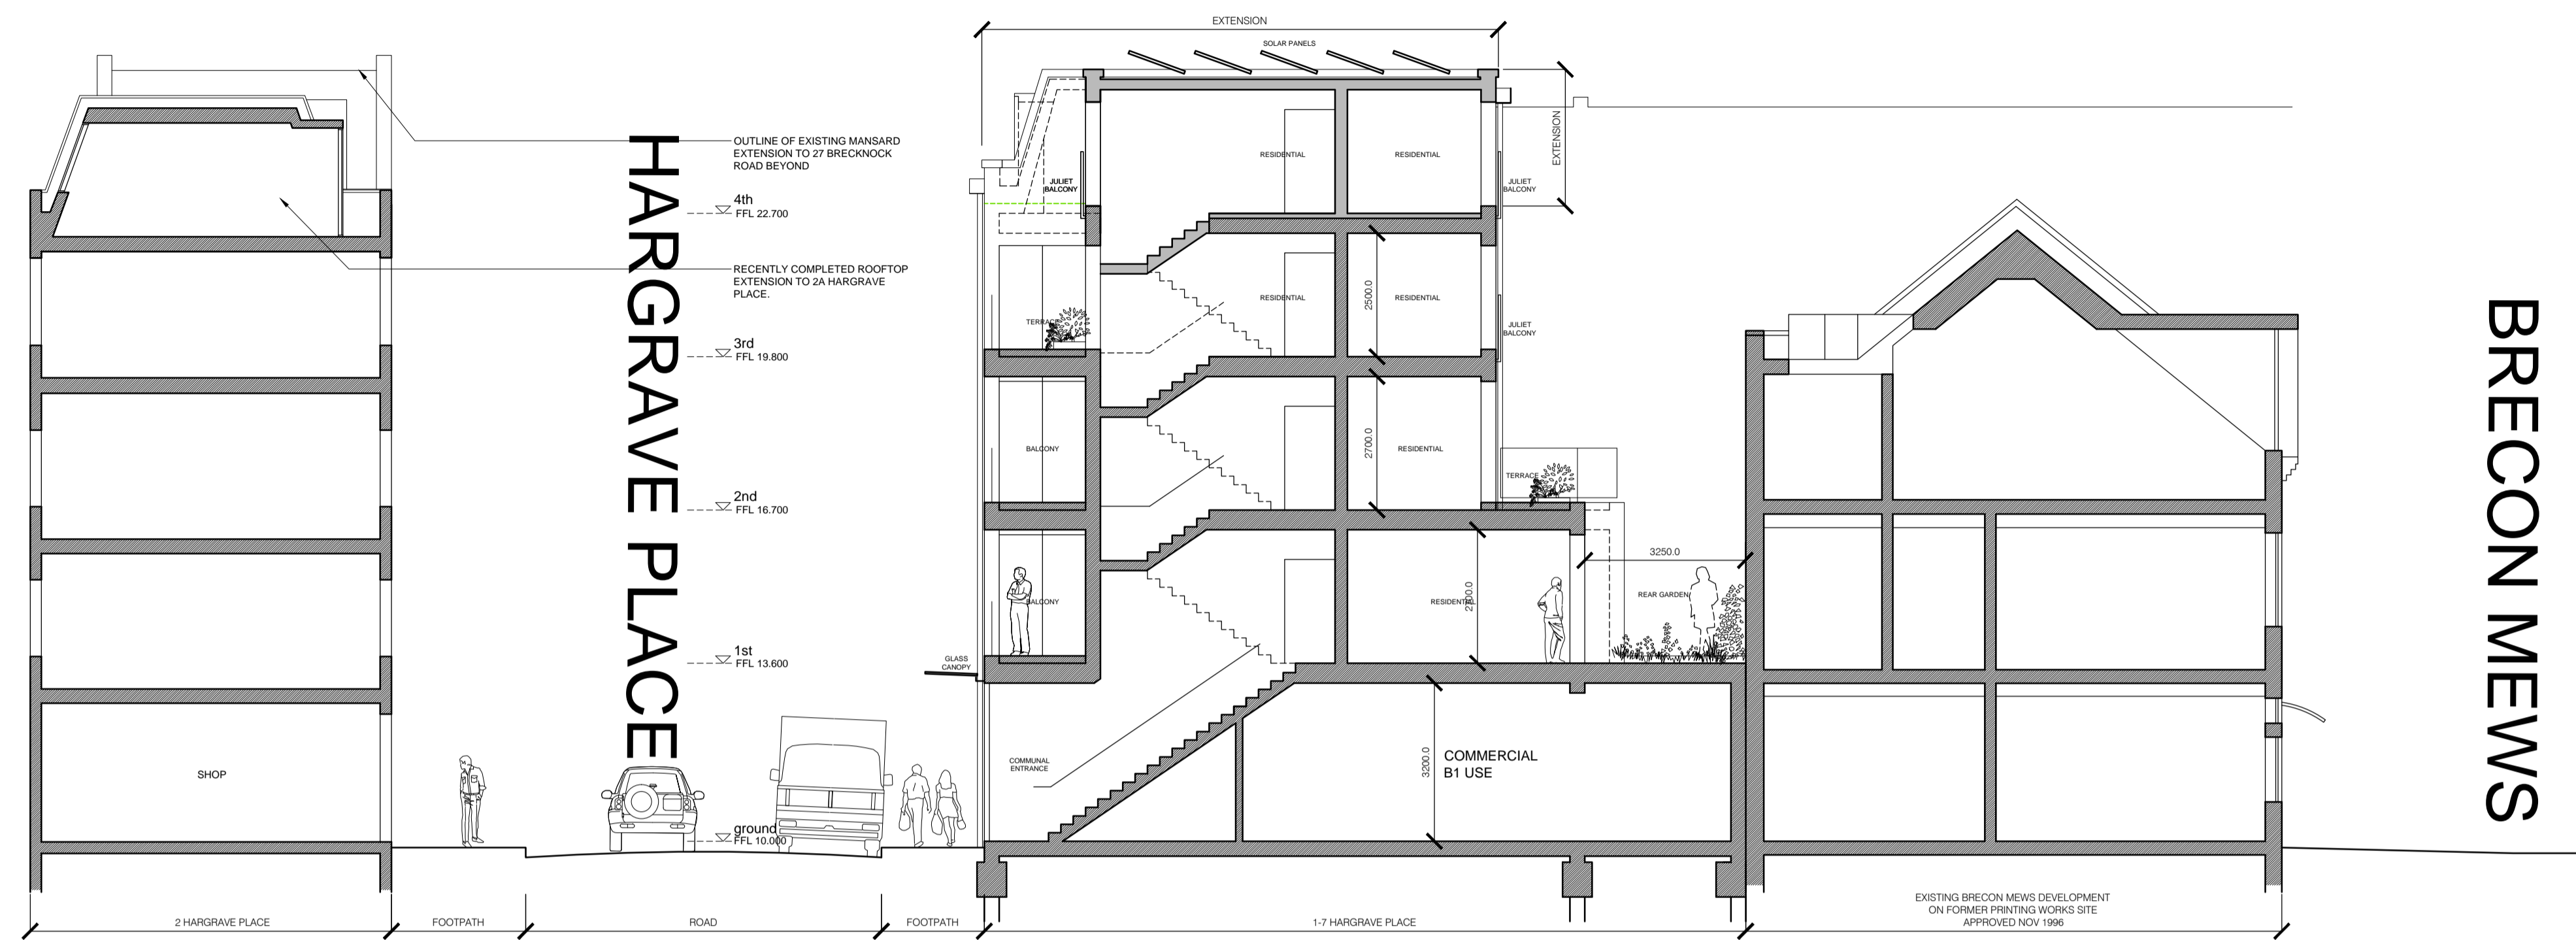 EXTENSION
SOLAR PANELS
OUTLINE OF EXISTING MANSARD
EXTENSION TO 27 BRECKNOCK
ROAD BEYOND
EXTENSION
RESIDENTIAL
RESIDENTIAL
JULIET
BALCONY
JULIET
BALCONY
4th
FFL 22.700
RECENTLY COMPLETED ROOFTOP
EXTENSION TO 2A HARGRAVE
PLACE.
HARGRAVE PLACE
BRECON MEWS
RESIDENTIAL
2500.0
RESIDENTIAL
TERRACE
JULIET
BALCONY
3rd
FFL 19.800
BALCONY
2700.0
RESIDENTIAL
TERRACE
2nd
FFL 16.700
3250.0
BALCONY
RESIDENTIAL
2700.0
REAR GARDEN
1st
FFL 13.600
GLASS
CANOPY
SHOP
COMMUNAL
ENTRANCE
3200.0
COMMERCIAL
B1 USE
ground
FFL 10.000
2 HARGRAVE PLACE
FOOTPATH
ROAD
FOOTPATH
1-7 HARGRAVE PLACE
EXISTING BRECON MEWS DEVELOPMENT
ON FORMER PRINTING WORKS SITE
APPROVED NOV 1996